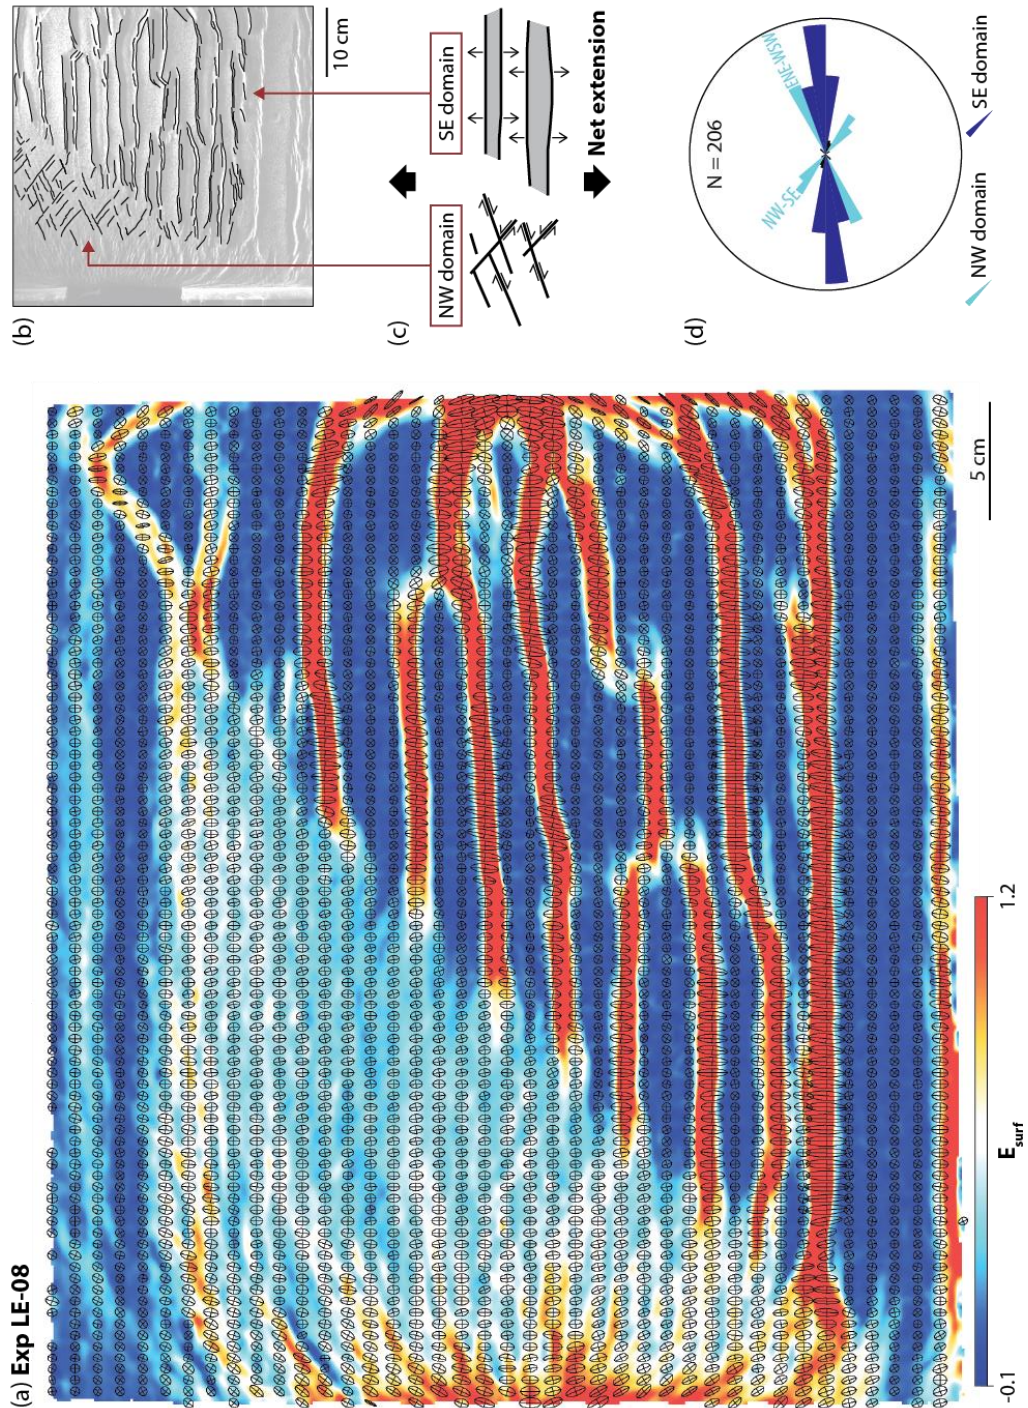 (a) Exp LE-08
-0.1
1.2
E surf
5 cm
(b)
10 cm
(c)
NW domain
SE domain
Net extension
(d)
N = 206
NW-SE
ENE-WSW
NW domain
SE domain